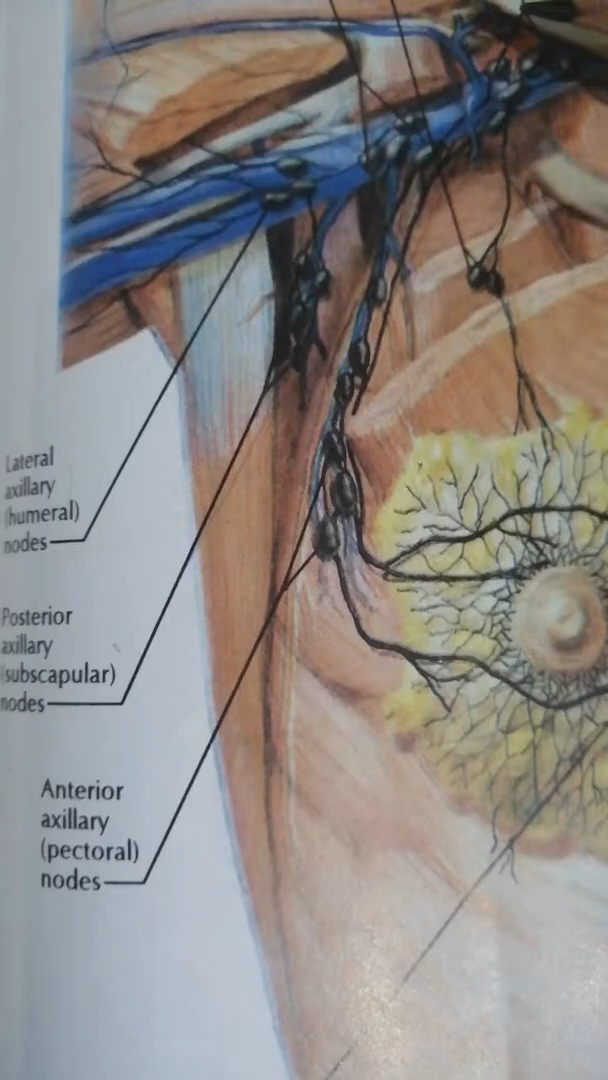 Lateral
axillary
(humeral)
nodes
Posterior
axillary
(subscapular)
nodes
Anterior
axillary
(pectoral)
nodes